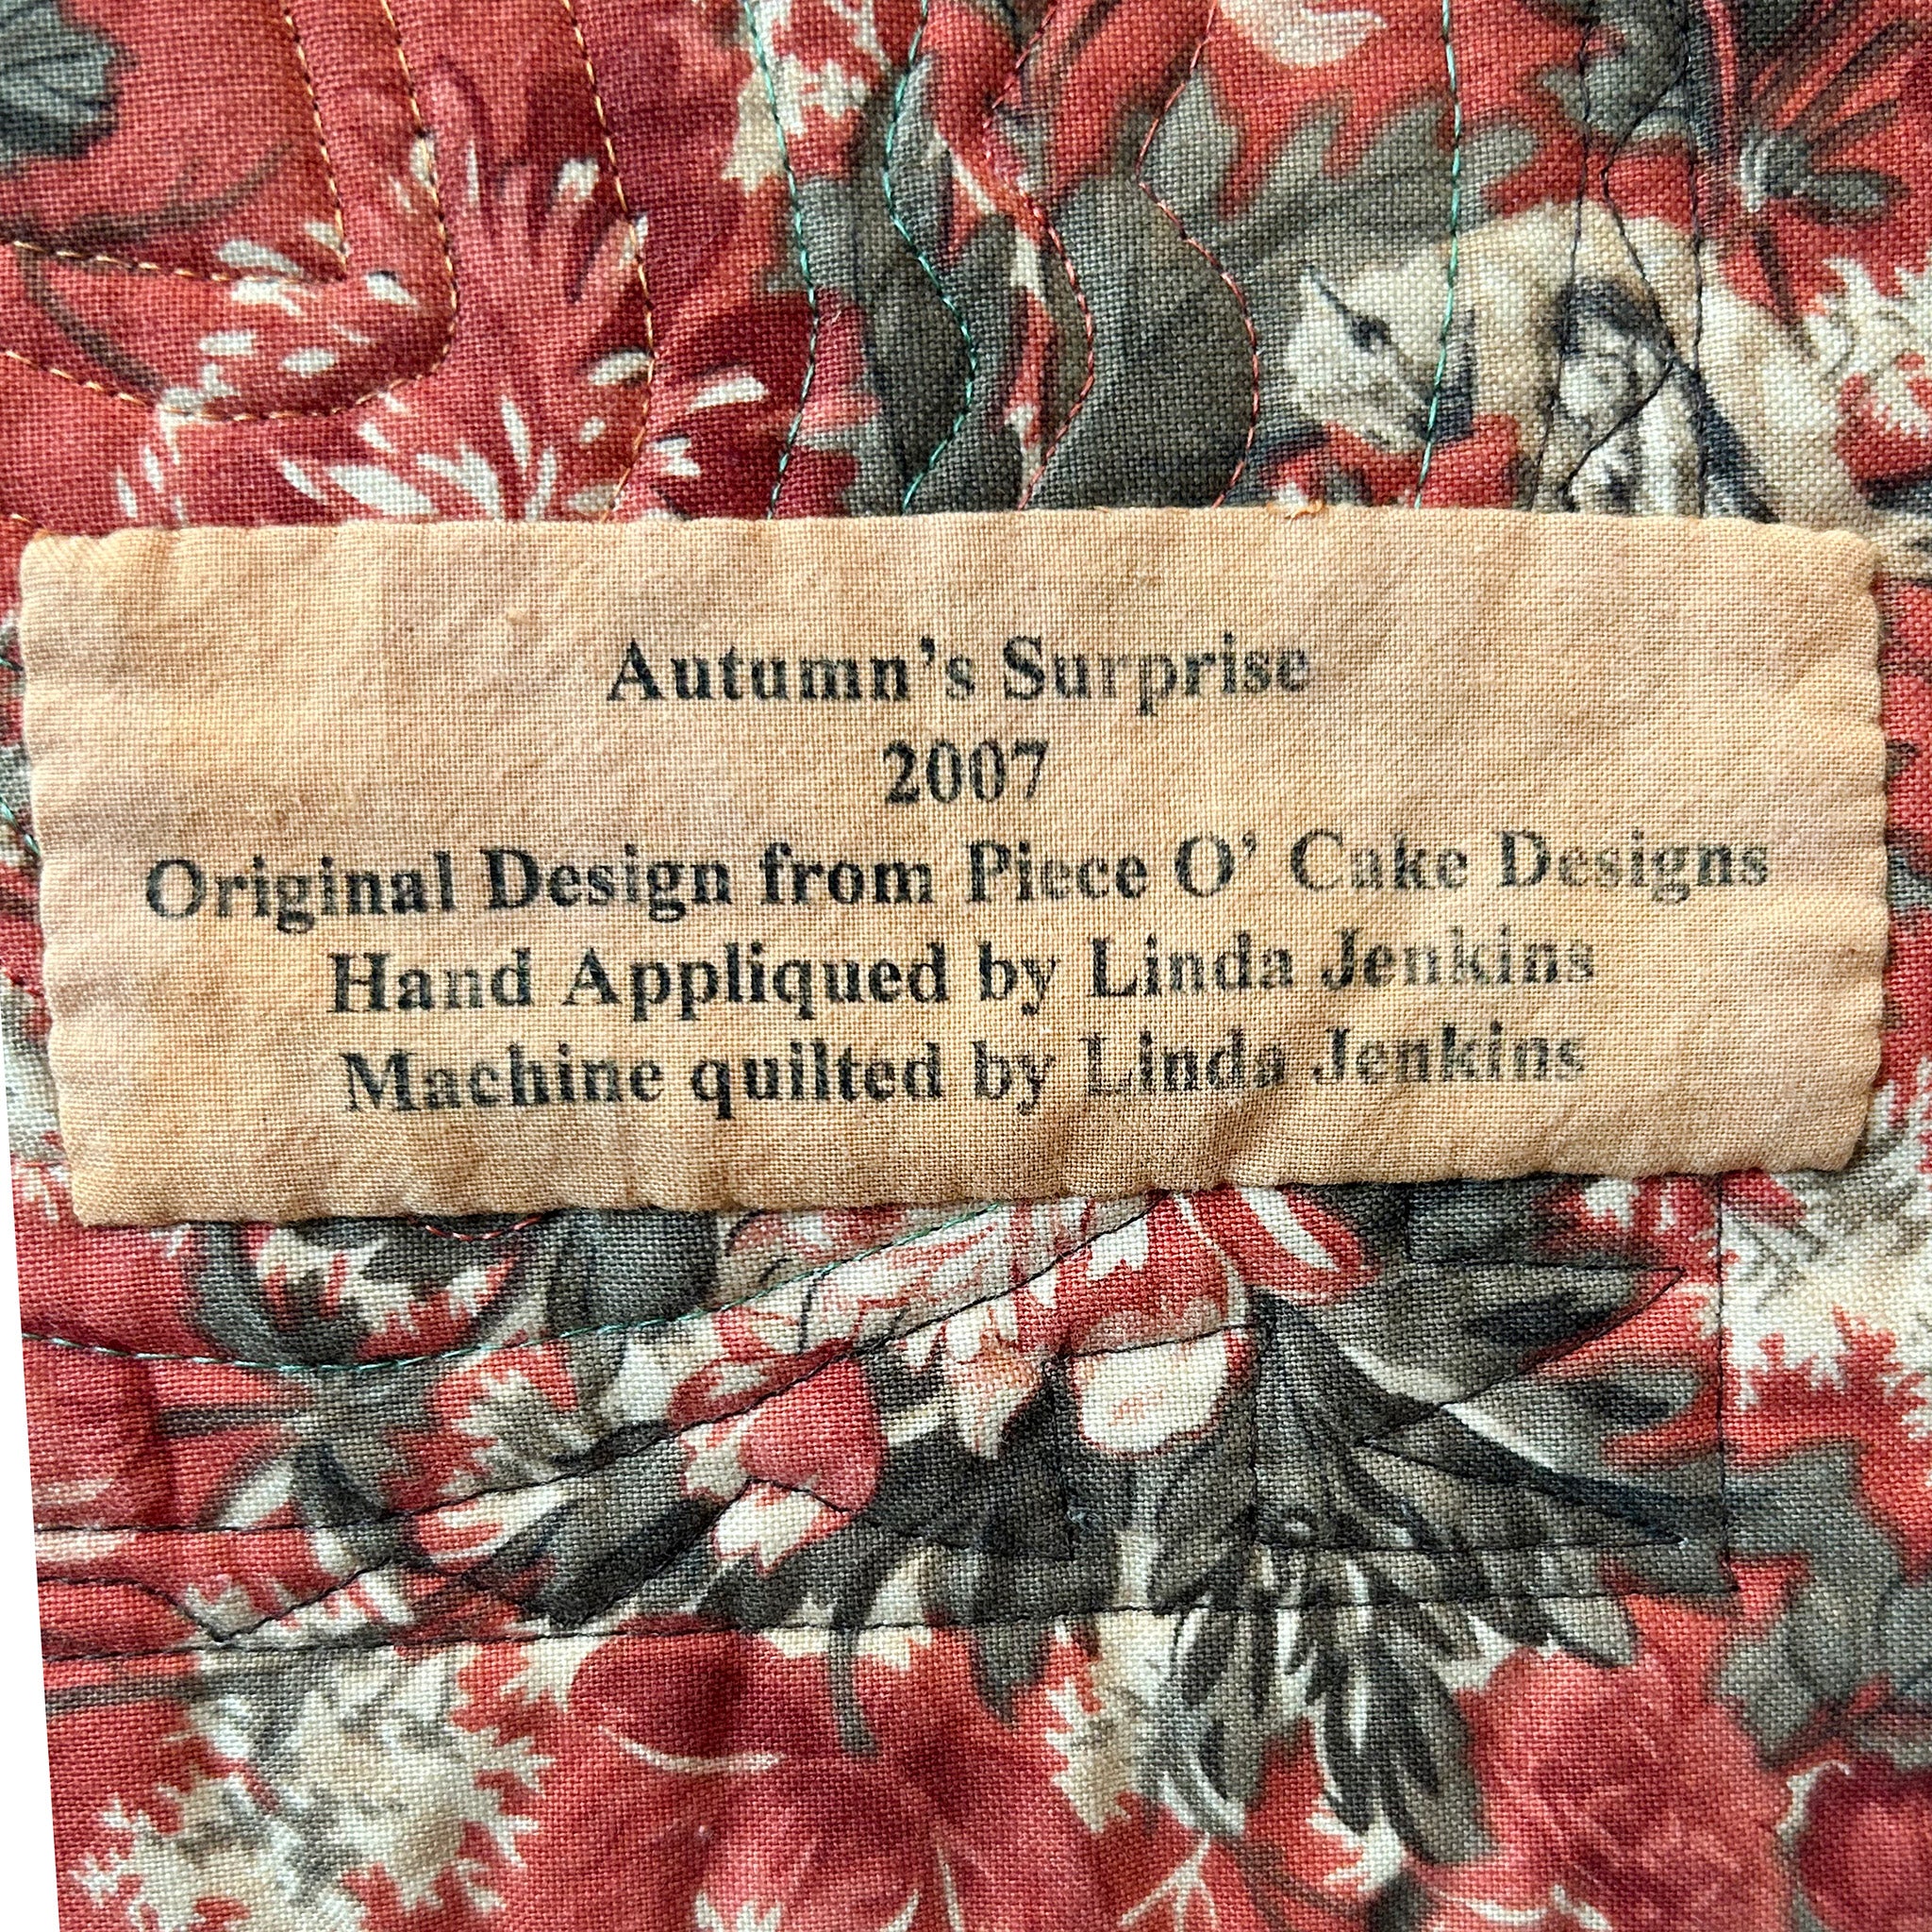 Autumn's Surprise
2007
Original Design from Piece O' Cake Designs
Hand Appliqued by Linda Jenkins
Machine quilted by Linda Jenkins